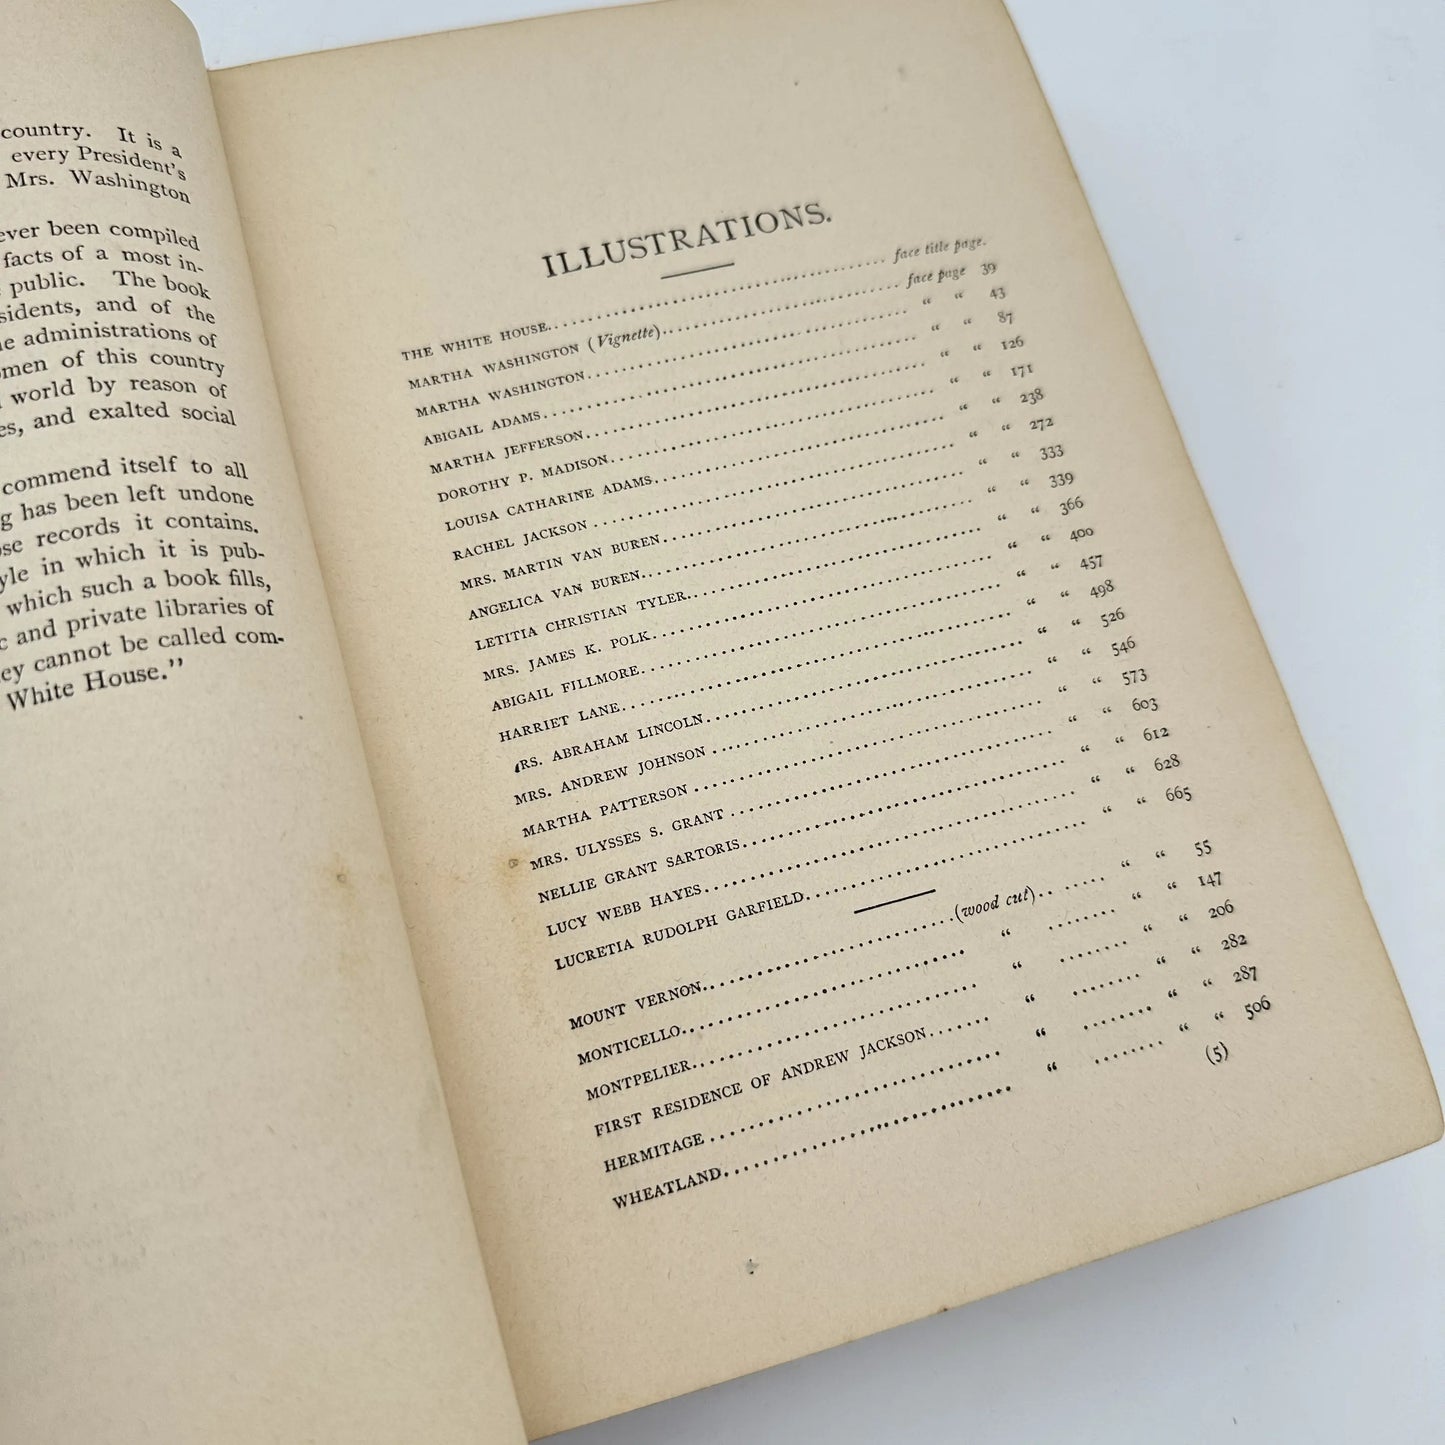 country. It is a
every President's
Mrs. Washington
ever been compiled
facts of a most in-
public. The book
sidents, and of the
administrations of
omen of this country
world by reason of
es, and exalted social
commend itself to all
g has been left undone
ose records it contains.
yle in which it is pub-
which such a book fills,
c and private libraries of
ey cannot be called com-
White House."
ILLUSTRATIONS.
THE WHITE HOUSE........ face title page.
MARTHA WASHINGTON (Vignette)........ face page 39
MARTHA WASHINGTON........ " " 43
ABIGAIL ADAMS........ " " 87
MARTHA JEFFERSON........ " " 126
DOROTHY P. MADISON........ " " 171
LOUISA CATHARINE ADAMS........ " " 238
RACHEL JACKSON........ " " 272
MRS. MARTIN VAN BUREN........ " " 333
ANGELICA VAN BUREN........ " " 339
LETITIA CHRISTIAN TYLER........ " " 366
MRS. JAMES K. POLK........ " " 400
ABIGAIL FILLMORE........ " " 457
HARRIET LANE........ " " 498
RS. ABRAHAM LINCOLN........ " " 526
MRS. ANDREW JOHNSON........ " " 546
MARTHA PATTERSON........ " " 573
MRS. ULYSSES S. GRANT........ " " 603
NELLIE GRANT SARTORIS........ " " 612
LUCY WEBB HAYES........ " " 628
LUCRETIA RUDOLPH GARFIELD........ " " 665
MOUNT VERNON........(wood cut)........ " " 55
MONTICELLO........ " ........ " " 147
MONTPELIER........ " ........ " " 206
FIRST RESIDENCE OF ANDREW JACKSON....... " ........ " " 282
HERMITAGE........ " ........ " " 287
WHEATLAND........ " ........ " " 506
(5)